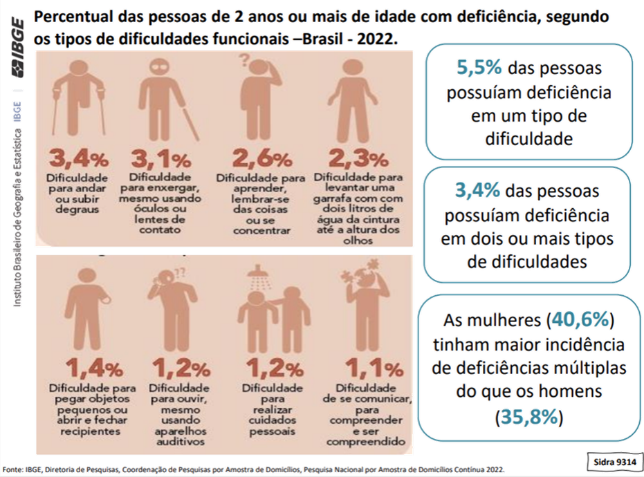 Percentual das pessoas de 2 anos ou mais de idade com deficiência, segundo
os tipos de dificuldades funcionais –Brasil - 2022.
IBGE
Instituto Brasileiro de Geografia e Estatística IBGE
3,4%
Dificuldade
para andar
ou subir
degraus
3,1%
Dificuldade
para enxergar,
mesmo usando
óculos ou
lentes de
contato
?
2,6%
Dificuldade para
aprender,
lembrar-se
das coisas
ou se
concentrar
2,3%
Dificuldade para
levantar uma
garrafa com com
dois litros de
água da cintura
até a altura dos
olhos
1,4%
Dificuldade para
pegar objetos
pequenos ou
abrir e fechar
recipientes
??
1,2%
Dificuldade
para ouvir,
mesmo
usando
aparelhos
auditivos
1,2%
Dificuldade
para
realizar
cuidados
pessoais
1,1%
Dificuldade
de se comunicar,
para
compreender
e ser
compreendido
5,5% das pessoas
possuíam deficiência
em um tipo de
dificuldade
3,4% das pessoas
possuíam deficiência
em dois ou mais tipos
de dificuldades
As mulheres (40,6%)
tinham maior incidência
de deficiências múltiplas
do que os homens
(35,8%)
Sidra 9314
Fonte: IBGE, Diretoria de Pesquisas, Coordenação de Pesquisas por Amostra de Domicílios, Pesquisa Nacional por Amostra de Domicílios Contínua 2022.